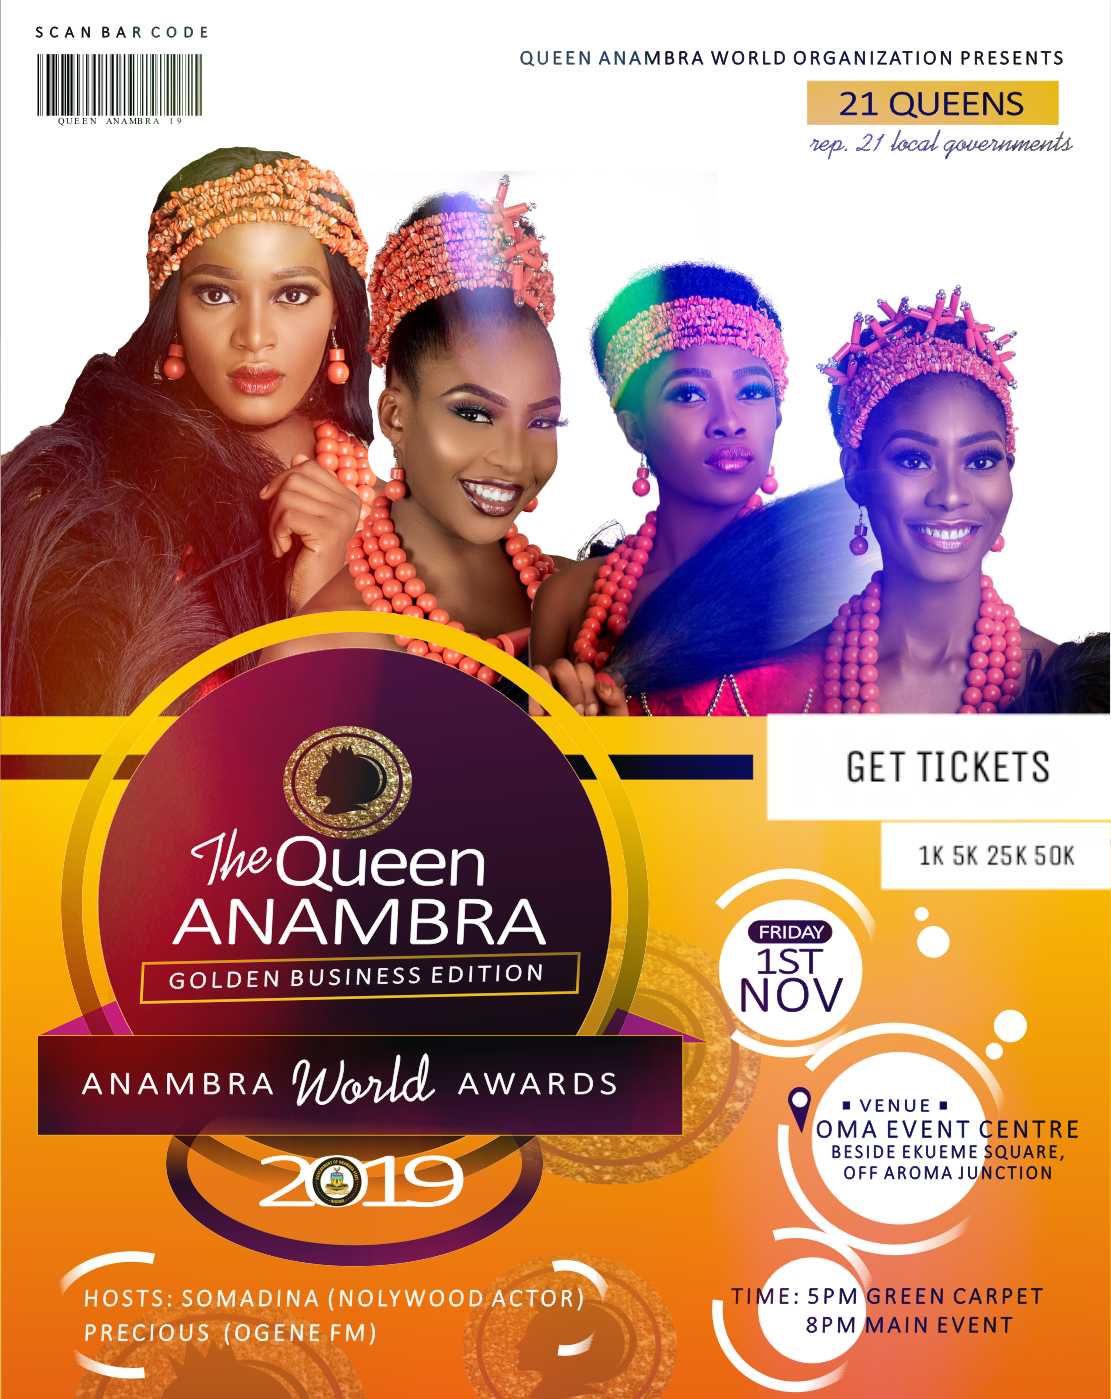 SCAN BAR CODE
QUEEN ANAMBRA 19
QUEEN ANAMBRA WORLD ORGANIZATION PRESENTS
21 QUEENS
rep. 21 local governments
GET TICKETS
1K 5K 25K 50K
The Queen
ANAMBRA
GOLDEN BUSINESS EDITION
ANAMBRA World AWARDS
2019
FRIDAY
1ST
NOV
VENUE
OMA EVENT CENTRE
BESIDE EKUEME SQUARE,
OFF AROMA JUNCTION
HOSTS: SOMADINA (NOLYWOOD ACTOR)
PRECIOUS (OGENE FM)
TIME: 5PM GREEN CARPET
8PM MAIN EVENT